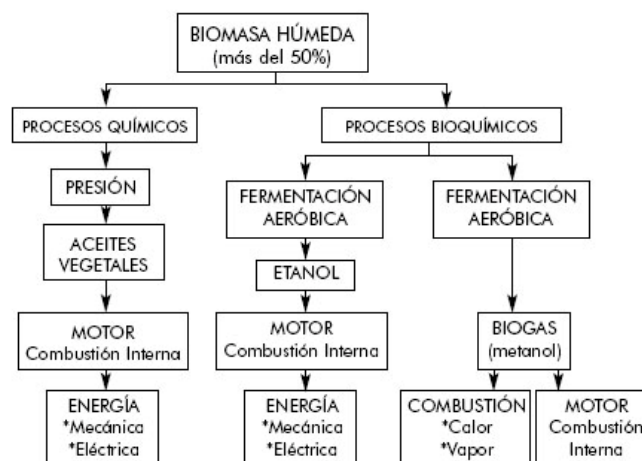 BIOMASA HÚMEDA
(más del 50%)
PROCESOS QUÍMICOS
PROCESOS BIOQUÍMICOS
PRESIÓN
FERMENTACIÓN
AERÓBICA
FERMENTACIÓN
AERÓBICA
ACEITES
VEGETALES
ETANOL
MOTOR
Combustión Interna
MOTOR
Combustión Interna
BIOGAS
(metanol)
ENERGÍA
*Mecánica
*Eléctrica
ENERGÍA
*Mecánica
*Eléctrica
COMBUSTIÓN
*Calor
*Vapor
MOTOR
Combustión
Interna